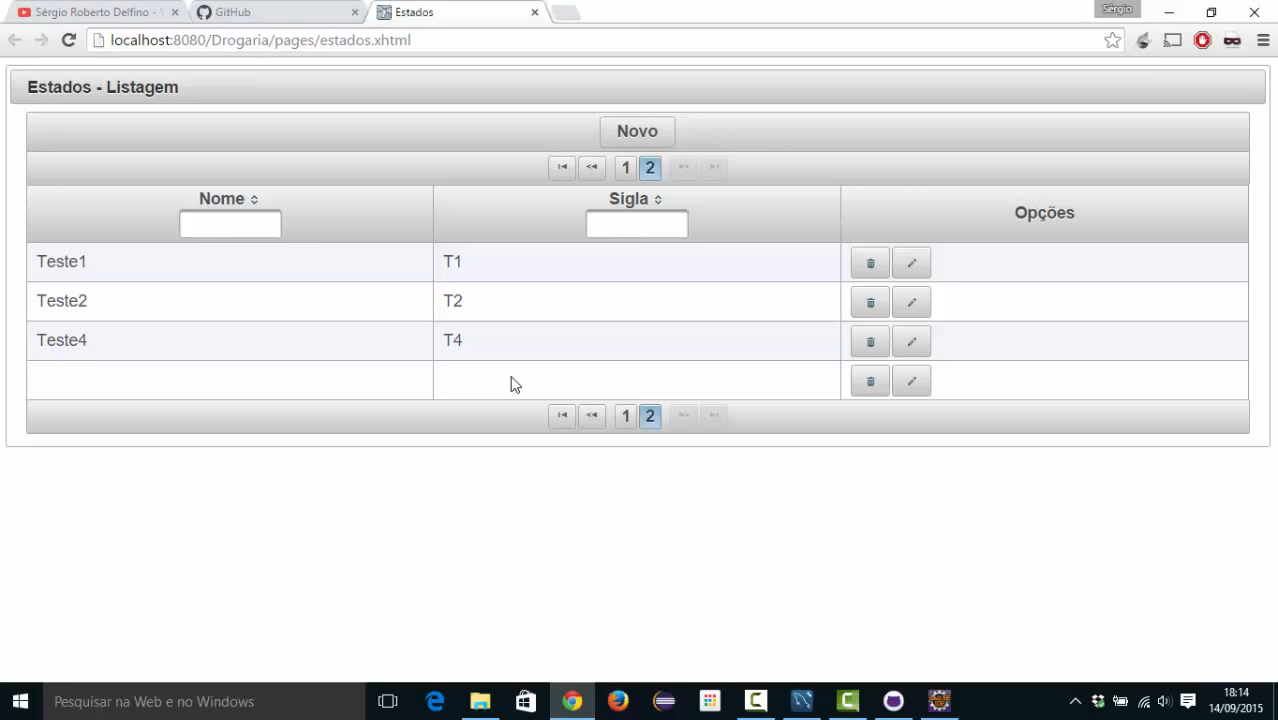 Sérgio Roberto Delfino -
GitHub
Estados
Sérgio
localhost:8080/Drogaria/pages/estados.xhtml
Estados - Listagem
Novo
1 2
Nome Sigla Opções
Teste1 T1
Teste2 T2
Teste4 T4
1 2
Pesquisar na Web e no Windows
18:14
14/09/2015